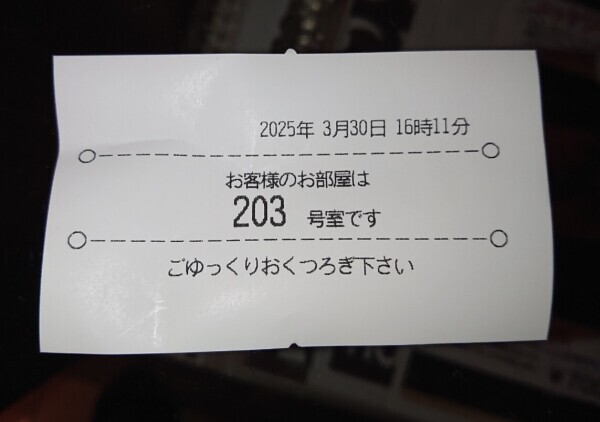 2025年 3月30日 16時11分
お客様のお部屋は
203 号室です
ごゆっくりおくつろぎ下さい